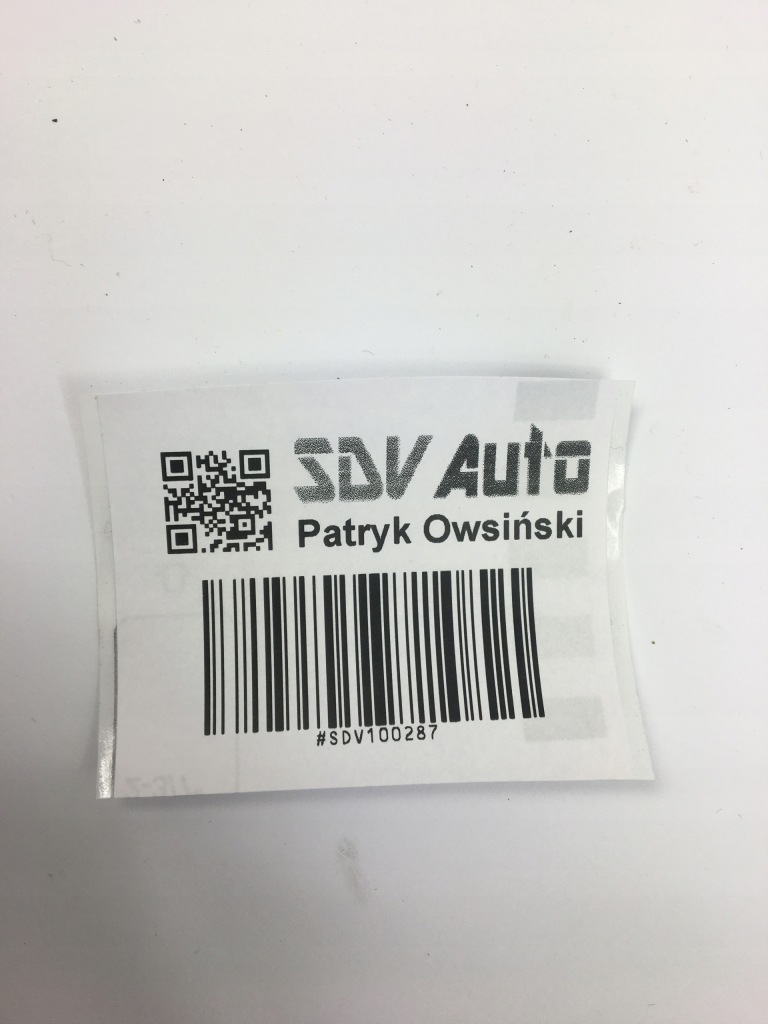 SDV Auto
Patryk Owsiński
#SDV100287